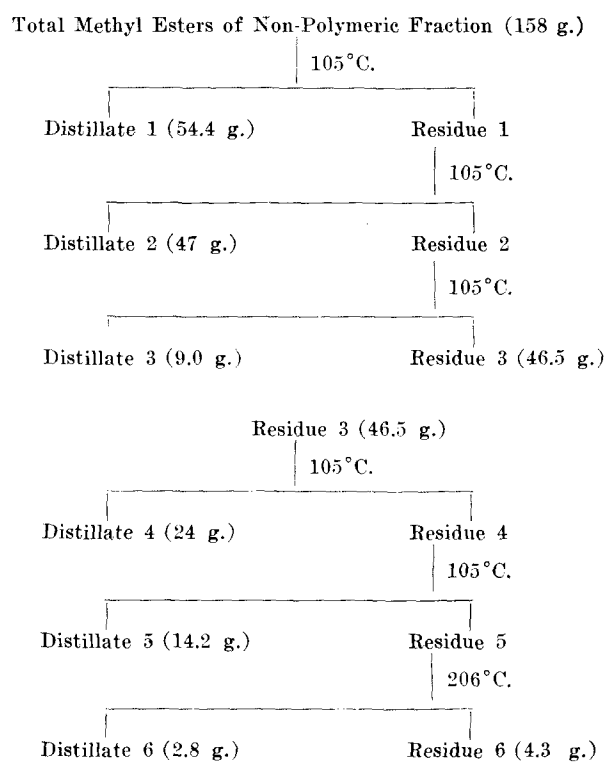 Total Methyl Esters of Non-Polymeric Fraction (158 g.)
105°C.
Distillate 1 (54.4 g.) Residue 1
105°C.
Distillate 2 (47 g.) Residue 2
105°C.
Distillate 3 (9.0 g.) Residue 3 (46.5 g.)
Residue 3 (46.5 g.)
105°C.
Distillate 4 (24 g.) Residue 4
105°C.
Distillate 5 (14.2 g.) Residue 5
206°C.
Distillate 6 (2.8 g.) Residue 6 (4.3 g.)